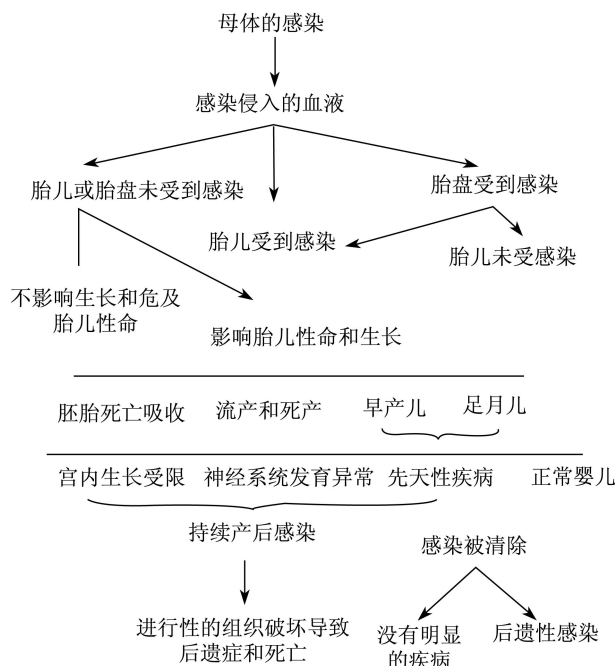 母体的感染
感染侵入的血液
胎儿或胎盘未受到感染
胎盘受到感染
胎儿受到感染
胎儿未受感染
不影响生长和危及
胎儿性命
影响胎儿性命和生长
胚胎死亡吸收 流产和死产 早产儿 足月儿
宫内生长受限 神经系统发育异常 先天性疾病 正常婴儿
持续产后感染
感染被清除
进行性的组织破坏导致
后遗症和死亡
没有明显
的疾病
后遗性感染